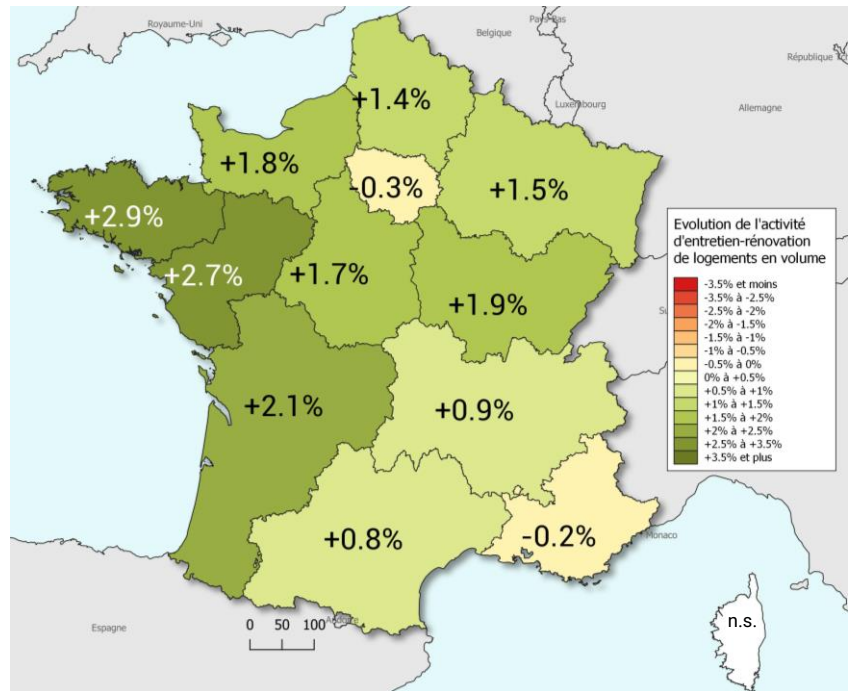 Royaume-Uni
Belgique
Pays-Bas
Luxembourg
Allemagne
République Tch
+1.4%
+1.8%
-0.3%
+1.5%
+2.9%
+2.7%
+1.7%
+1.9%
+2.1%
+0.9%
+0.8%
-0.2%
Evolution de l'activité
d'entretien-rénovation
de logements en volume
-3.5% et moins
-3.5% à -2.5%
-2.5% à -2%
-2% à -1.5%
-1.5% à -1%
-1% à -0.5%
-0.5% à 0%
0% à +0.5%
+0.5% à +1%
+1% à +1.5%
+1.5% à +2%
+2% à +2.5%
+2.5% à +3.5%
+3.5% et plus
Su
Monaco
Andorre
Espagne
0 50 100
n.s.